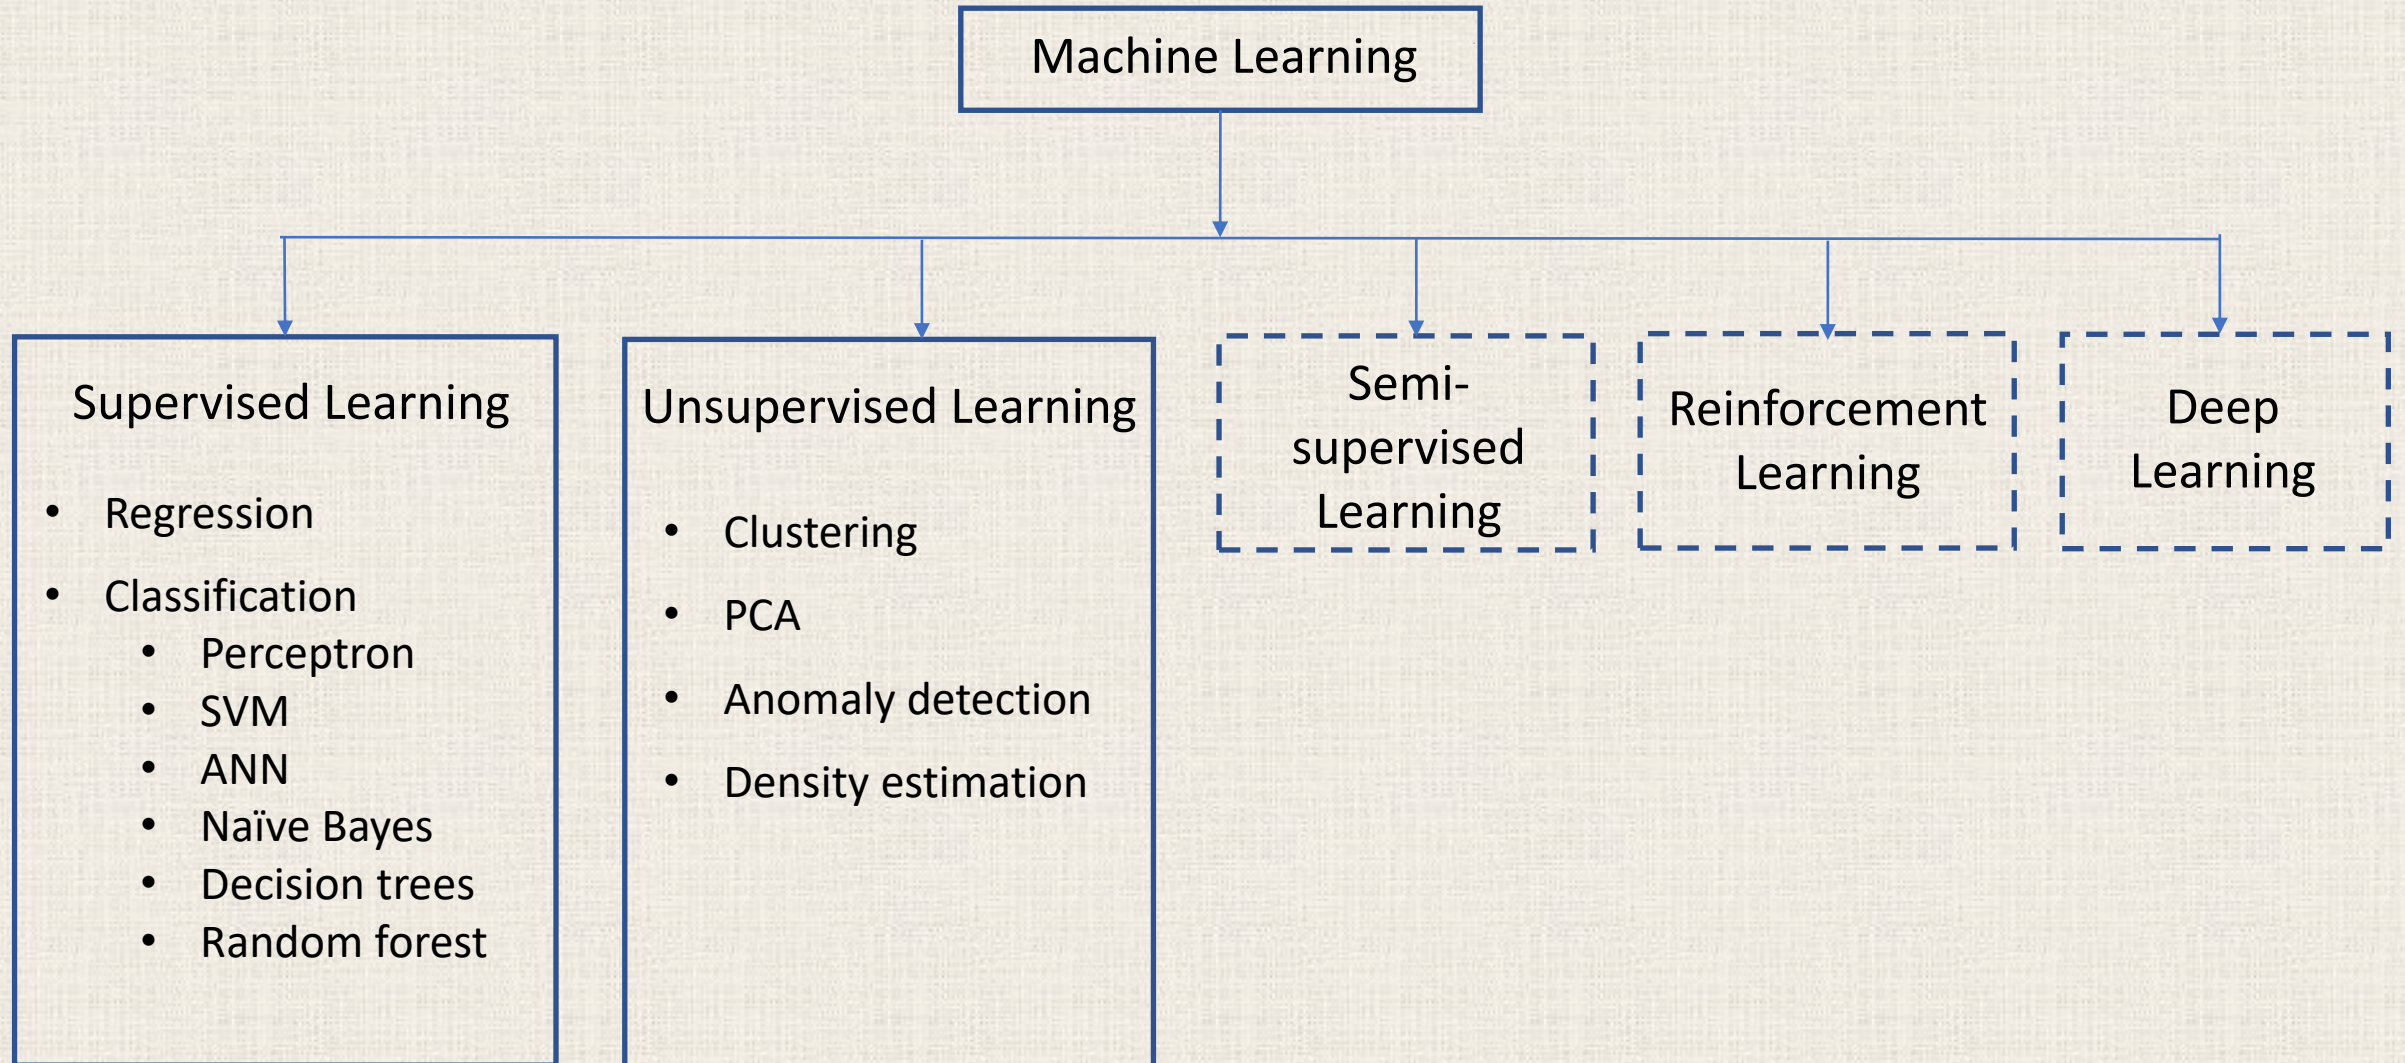 Machine Learning
Supervised Learning
• Regression
• Classification
• Perceptron
• SVM
• ANN
• Naïve Bayes
• Decision trees
• Random forest
Unsupervised Learning
• Clustering
• PCA
• Anomaly detection
• Density estimation
Semi-
supervised
Learning
Reinforcement
Learning
Deep
Learning